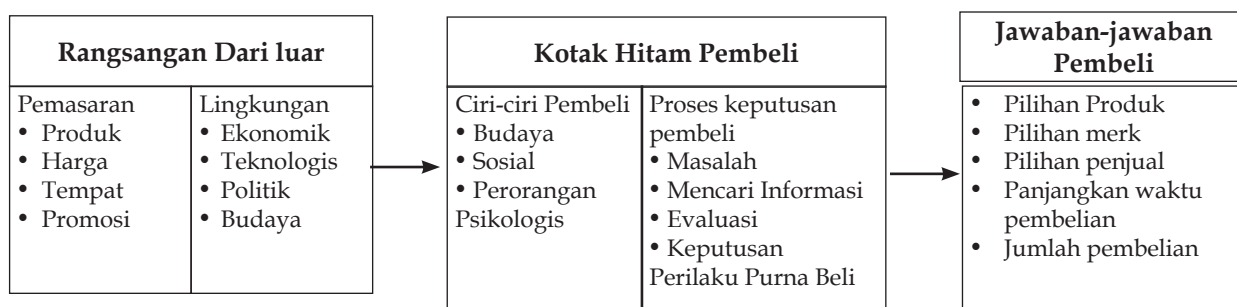 Rangsangan Dari luar
Pemasaran
• Produk
• Harga
• Tempat
• Promosi
Lingkungan
• Ekonomik
• Teknologis
• Politik
• Budaya
Kotak Hitam Pembeli
Ciri-ciri Pembeli
• Budaya
• Sosial
• Perorangan
Psikologis
Proses keputusan
pembeli
• Masalah
• Mencari Informasi
• Evaluasi
• Keputusan
Perilaku Purna Beli
Jawaban-jawaban
Pembeli
• Pilihan Produk
• Pilihan merk
• Pilihan penjual
• Panjangkan waktu
pembelian
• Jumlah pembelian